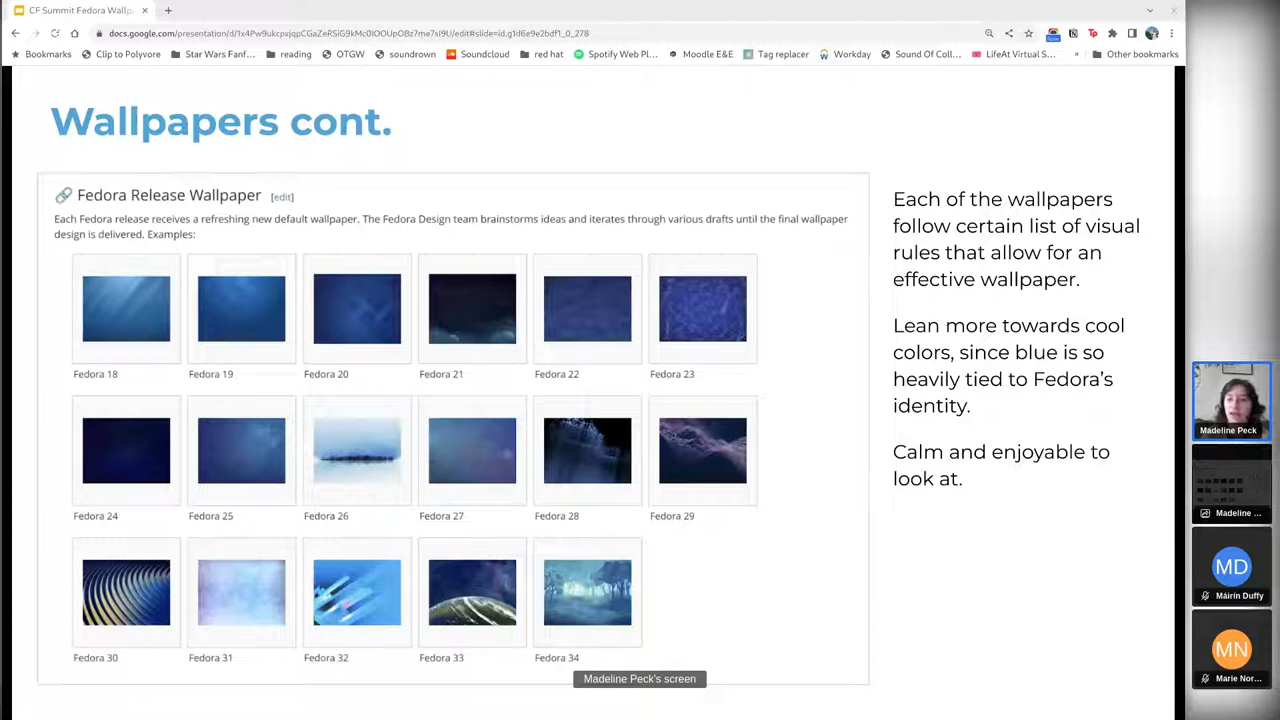 CF Summit Fedora Wallp
docs.google.com/presentation/d/1x4Pw9ukcpxjqpCGaZeRSiG9kMc0iOOUpOBz7me7sI9U/edit#slide=id.g1d6e9e2bdf1_0_278
Bookmarks
Clip to Polyvore
Star Wars Fanf...
reading
OTGW
soundrown
Soundcloud
red hat
Spotify Web Pl...
Moodle E&E
Tag replacer
Workday
Sound Of Coll...
LifeAt Virtual S...
»
Other bookmarks
Wallpapers cont.
Fedora Release Wallpaper [edit]
Each Fedora release receives a refreshing new default wallpaper. The Fedora Design team brainstorms ideas and iterates through various drafts until the final wallpaper
design is delivered. Examples:
Fedora 18
Fedora 19
Fedora 20
Fedora 21
Fedora 22
Fedora 23
Fedora 24
Fedora 25
Fedora 26
Fedora 27
Fedora 28
Fedora 29
Fedora 30
Fedora 31
Fedora 32
Fedora 33
Fedora 34
Each of the wallpapers
follow certain list of visual
rules that allow for an
effective wallpaper.
Lean more towards cool
colors, since blue is so
heavily tied to Fedora's
identity.
Calm and enjoyable to
look at.
Madeline Peck's screen
Madeline Peck
Madeline ...
MD
Máirín Duffy
MN
Marie Nor...